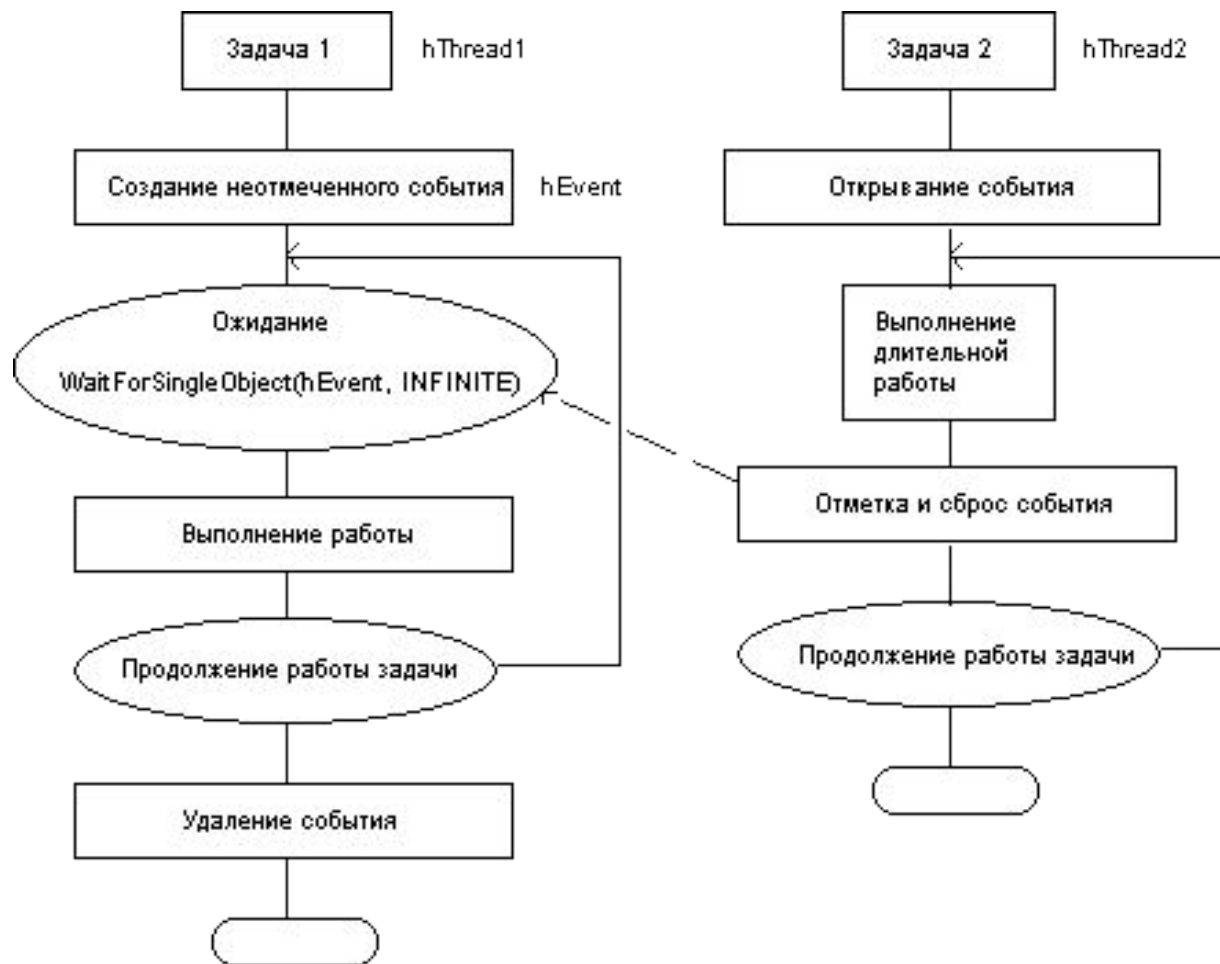 Задача 1
hThread1
Создание неотмеченного события
hEvent
Ожидание
WaitForSingleObject(hEvent, INFINITE)
Выполнение работы
Продолжение работы задачи
Удаление события
Задача 2
hThread2
Открывание события
Выполнение
длительной
работы
Отметка и сброс события
Продолжение работы задачи